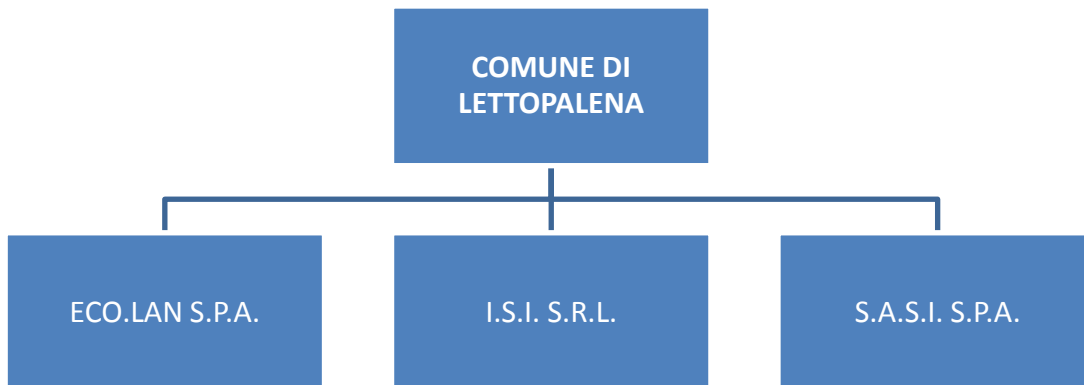 COMUNE DI
LETTOPALENA
ECO.LAN S.P.A.
I.S.I. S.R.L.
S.A.S.I. S.P.A.